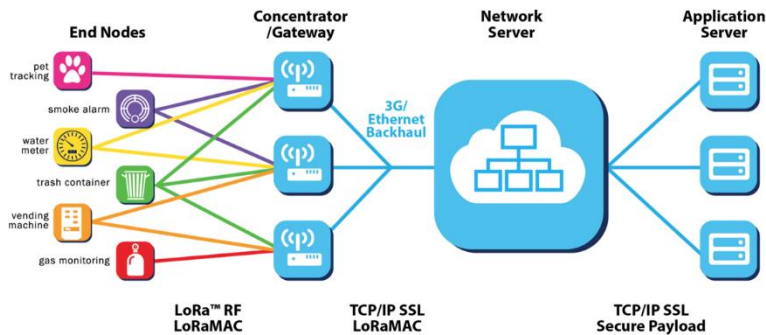 End Nodes
Concentrator
/Gateway
Network
Server
Application
Server
pet
tracking
smoke alarm
water
meter
trash container
vending
machine
gas monitoring
3G/
Ethernet
Backhaul
LoRa™ RF
LoRaMAC
TCP/IP SSL
LoRaMAC
TCP/IP SSL
Secure Payload